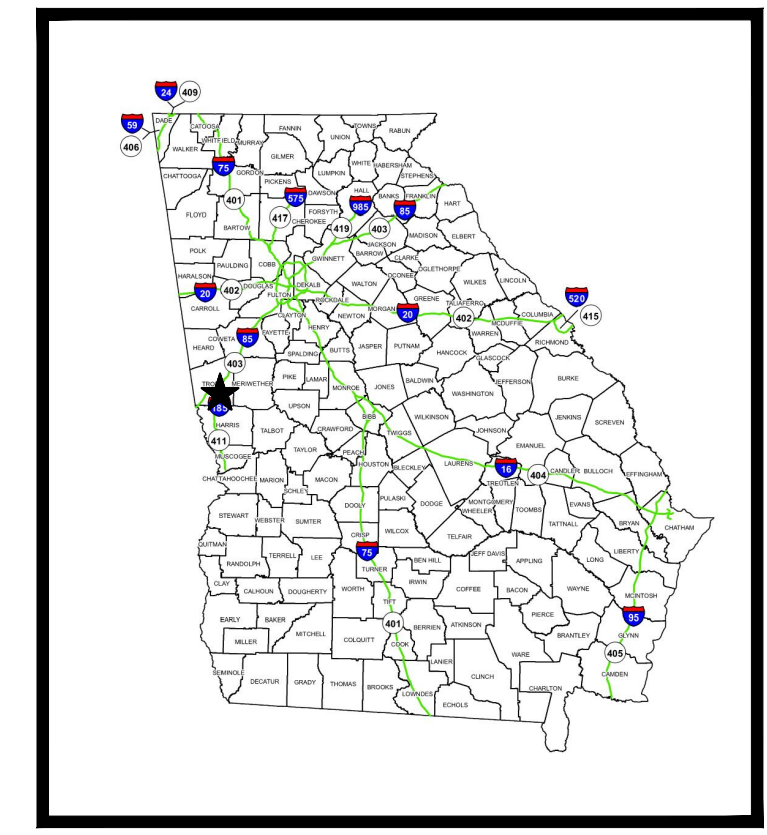 24
409
59
406
DADE
CATOOSA
FANNIN
TOWNS
UNION
RABUN
WALKER
WHITFIELD
MURRAY
GILMER
WHITE
HABERSHAM
LUMPKIN
STEPHENS
75
GORDON
CHATTOOGA
PICKENS
DAWSON
HALL
BANKS
FRANKLIN
HART
575
985
85
401
FLOYD
417
CHEROKEE
FORSYTH
419
403
MADISON
ELBERT
BARTOW
JACKSON
BARROW
POLK
PAULDING
COBB
GWINNETT
CLARKE
OCONEE
OGLETHORPE
HARALSON
DOUGLAS
DEKALB
WALTON
WILKES
LINCOLN
20
402
FULTON
ROCKDALE
MORGAN
GREENE
TALIAFERRO
520
415
CARROLL
CLAYTON
NEWTON
20
402
MCDUFFIE
COLUMBIA
HENRY
WARREN
RICHMOND
COWETA
85
FAYETTE
HEARD
SPALDING
BUTTS
JASPER
PUTNAM
HANCOCK
GLASCOCK
403
PIKE
LAMAR
MERIWETHER
MONROE
JONES
BALDWIN
JEFFERSON
BURKE
WASHINGTON
185
UPSON
BIBB
WILKINSON
JENKINS
SCREVEN
HARRIS
TALBOT
CRAWFORD
TWIGGS
JOHNSON
411
EMANUEL
MUSCOGEE
TAYLOR
PEACH
HOUSTON
BLECKLEY
LAURENS
16
404
CANDLER
BULLOCH
EFFINGHAM
CHATTAHOOCHEE
MARION
MACON
TREUTLEN
SCHLEY
PULASKI
DODGE
MONTGOMERY
WHEELER
TOOMBS
EVANS
STEWART
WEBSTER
SUMTER
DOOLY
TATTNALL
BRYAN
CHATHAM
CRISP
WILCOX
TELFAIR
QUITMAN
RANDOLPH
TERRELL
LEE
75
TURNER
BEN HILL
JEFF DAVIS
APPLING
LONG
LIBERTY
CLAY
CALHOUN
DOUGHERTY
WORTH
IRWIN
COFFEE
BACON
WAYNE
MCINTOSH
TIFT
EARLY
BAKER
MITCHELL
401
BERRIEN
ATKINSON
PIERCE
95
MILLER
COLQUITT
COOK
BRANTLEY
GLYNN
WARE
405
SEMINOLE
LANIER
CLINCH
CAMDEN
DECATUR
GRADY
THOMAS
BROOKS
LOWNDES
CHARLTON
ECHOLS